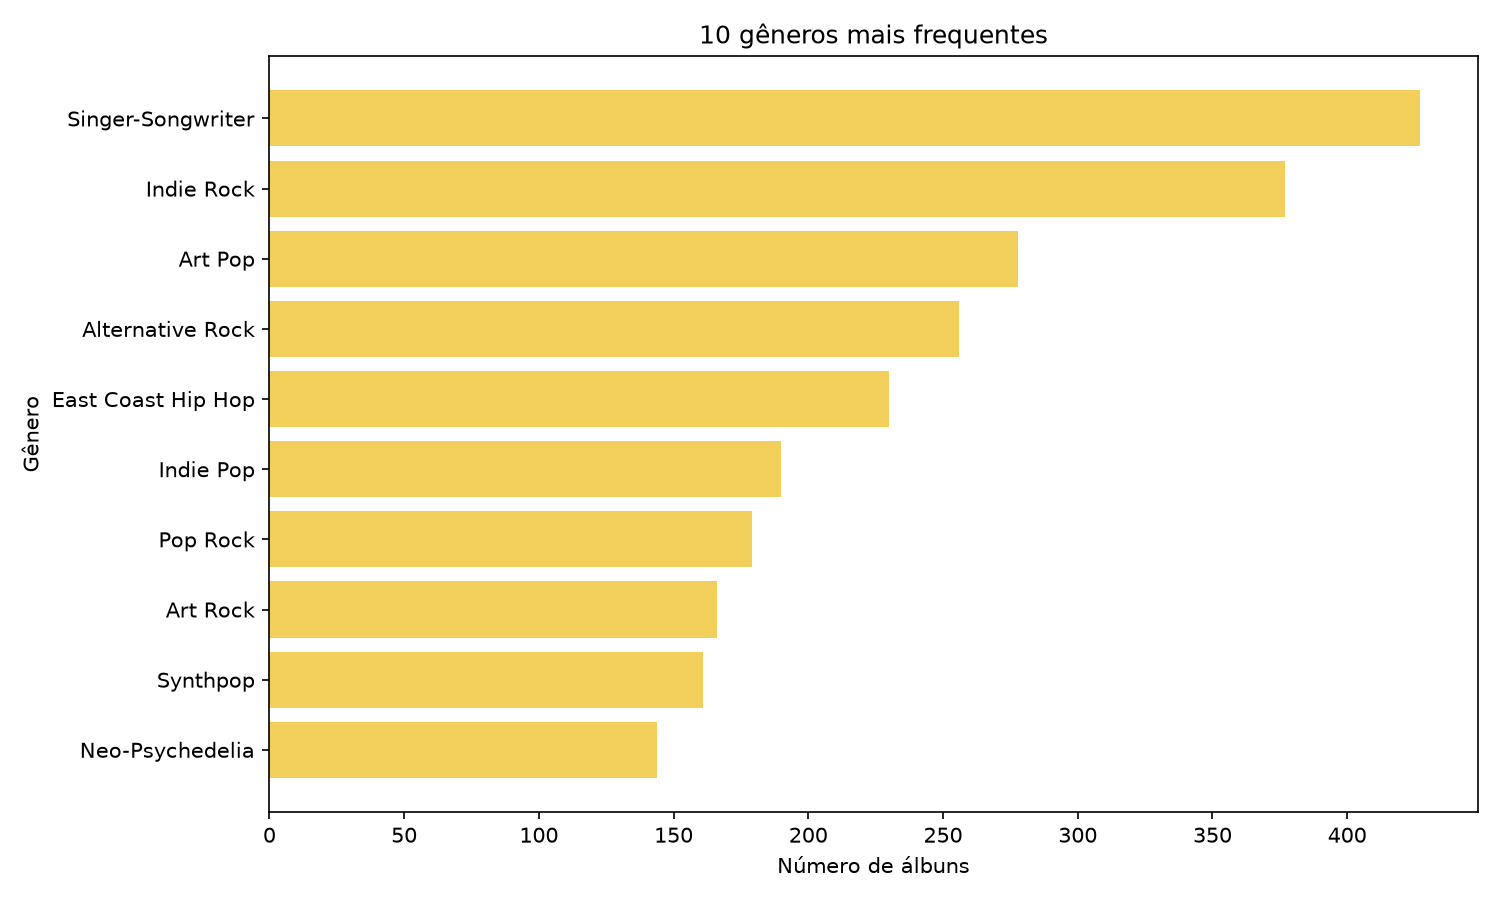 10 gêneros mais frequentes
Gênero
Singer-Songwriter
Indie Rock
Art Pop
Alternative Rock
East Coast Hip Hop
Indie Pop
Pop Rock
Art Rock
Synthpop
Neo-Psychedelia
0 50 100 150 200 250 300 350 400
Número de álbuns